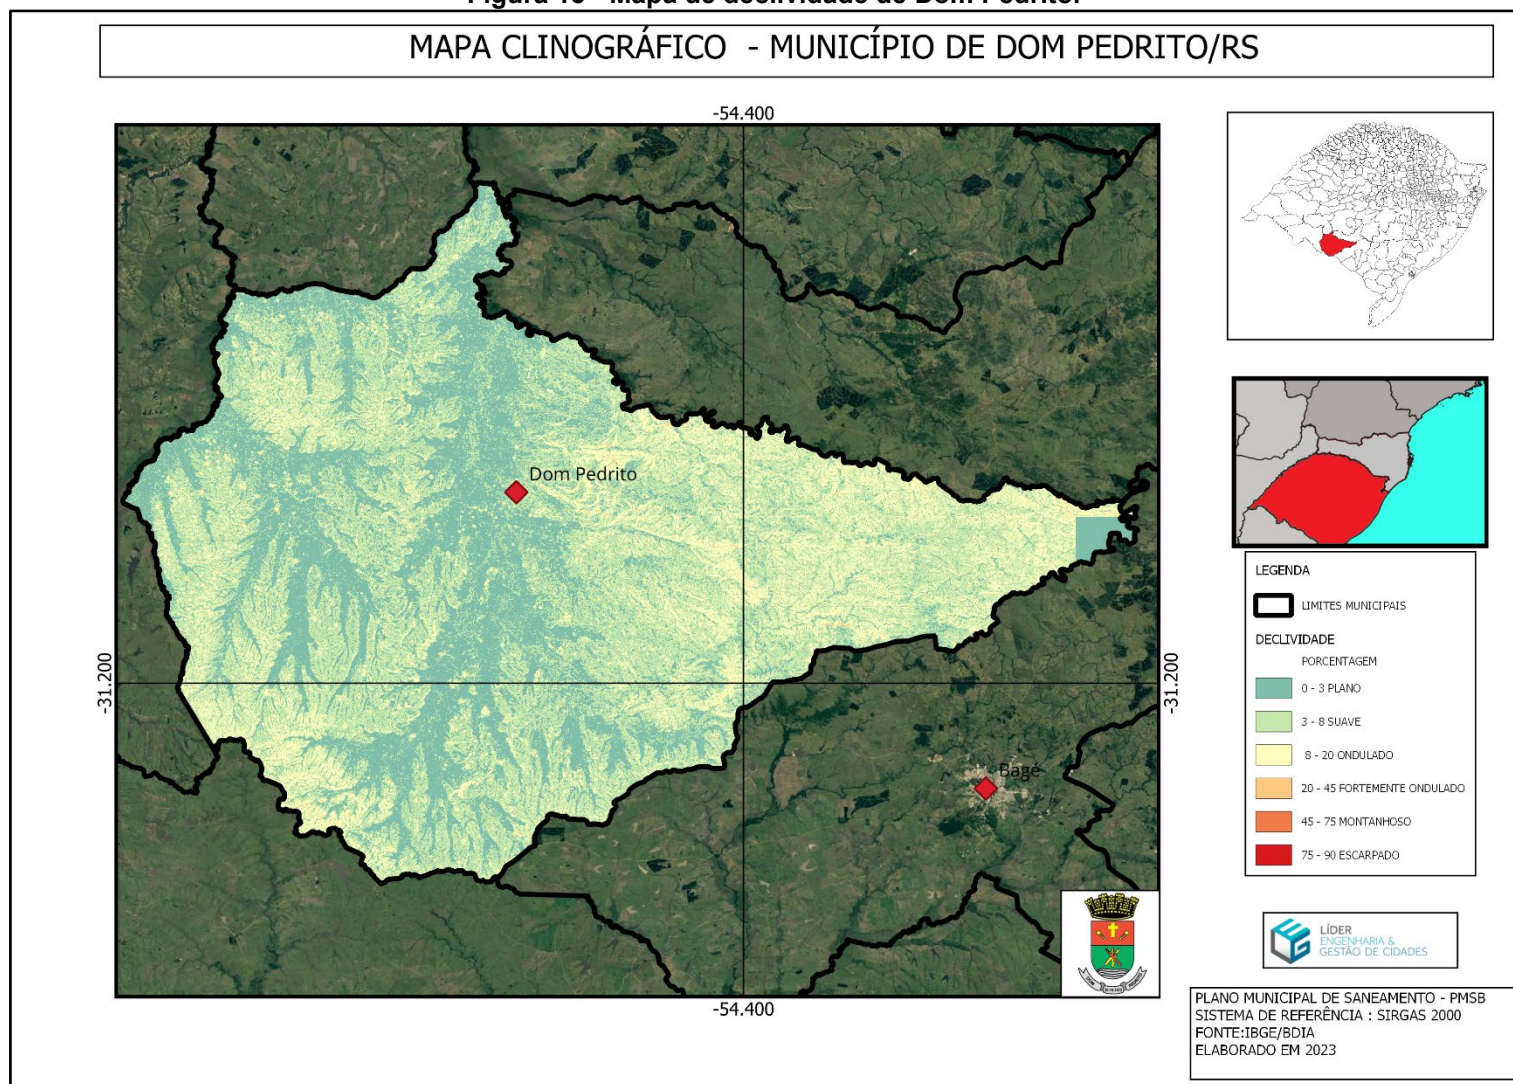 MAPA CLINOGRÁFICO - MUNICÍPIO DE DOM PEDRITO/RS
-54.400
Dom Pedrito
-31.200
-31.200
Bagé
-54.400
LEGENDA
LIMITES MUNICIPAIS
DECLIVIDADE
PORCENTAGEM
0 - 3 PLANO
3 - 8 SUAVE
8 - 20 ONDULADO
20 - 45 FORTEMENTE ONDULADO
45 - 75 MONTANHOSO
75 - 90 ESCARPADO
LÍDER
ENGENHARIA &
GESTÃO DE CIDADES
DOM
PEDRITO
PLANO MUNICIPAL DE SANEAMENTO - PMSB
SISTEMA DE REFERÊNCIA : SIRGAS 2000
FONTE:IBGE/BDIA
ELABORADO EM 2023